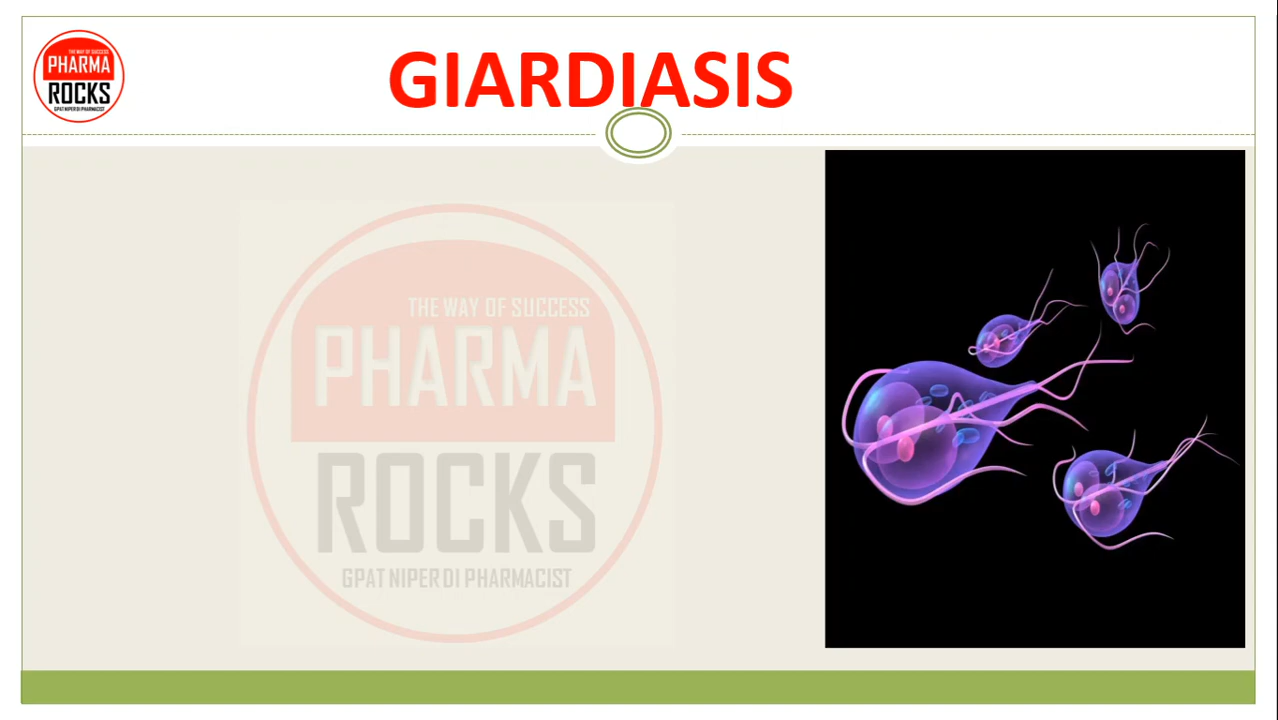 THE WAY OF SUCCESS
PHARMA
ROCKS
GPAT NIPER DI PHARMACIST
GIARDIASIS
THE WAY OF SUCCESS
PHARMA
ROCKS
GPAT NIPER DI PHARMACIST